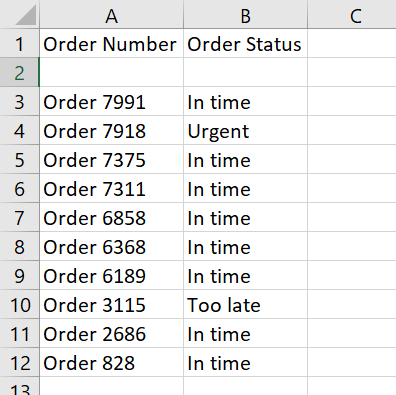 A B C
1 Order Number Order Status
2
3 Order 7991 In time
4 Order 7918 Urgent
5 Order 7375 In time
6 Order 7311 In time
7 Order 6858 In time
8 Order 6368 In time
9 Order 6189 In time
10 Order 3115 Too late
11 Order 2686 In time
12 Order 828 In time
13